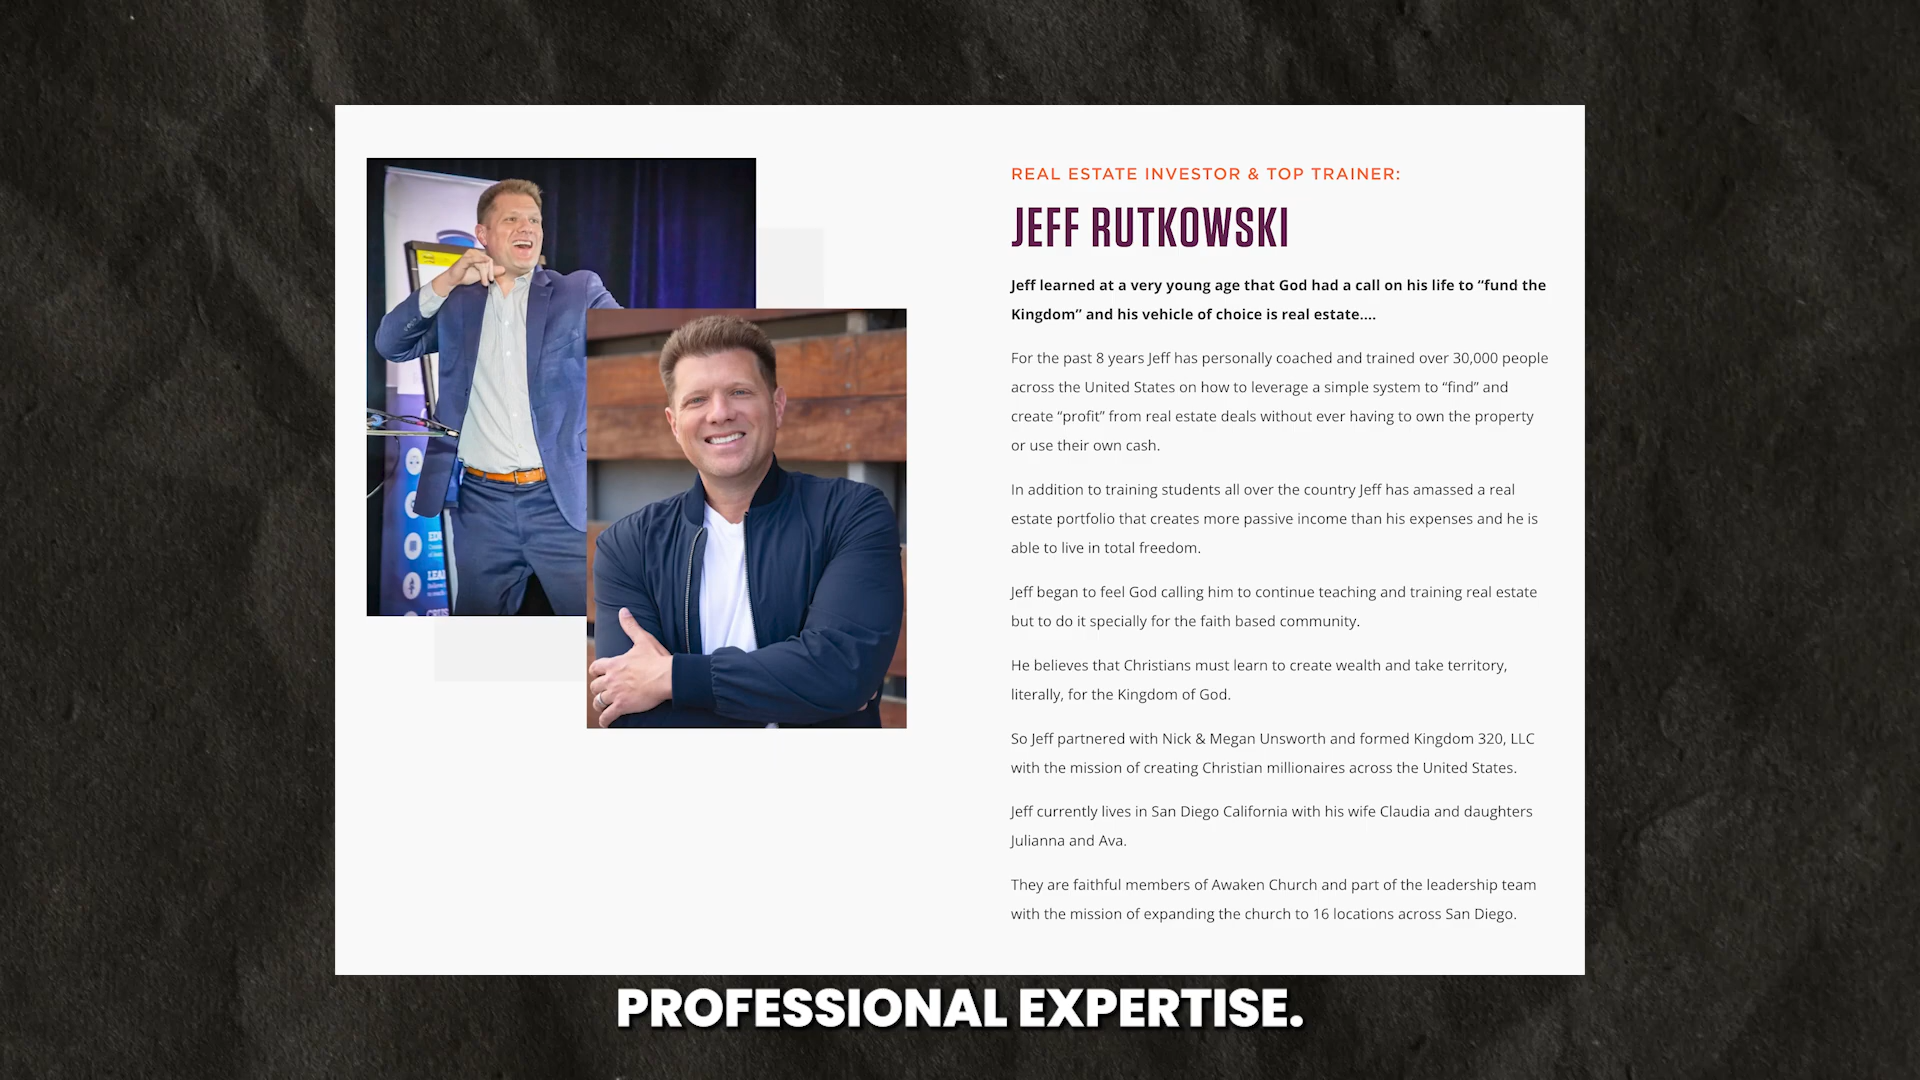 REAL ESTATE INVESTOR & TOP TRAINER:
JEFF RUTKOWSKI
Jeff learned at a very young age that God had a call on his life to “fund the
Kingdom” and his vehicle of choice is real estate....
For the past 8 years Jeff has personally coached and trained over 30,000 people
across the United States on how to leverage a simple system to “find” and
create “profit” from real estate deals without ever having to own the property
or use their own cash.
In addition to training students all over the country Jeff has amassed a real
estate portfolio that creates more passive income than his expenses and he is
able to live in total freedom.
Jeff began to feel God calling him to continue teaching and training real estate
but to do it specially for the faith based community.
He believes that Christians must learn to create wealth and take territory,
literally, for the Kingdom of God.
So Jeff partnered with Nick & Megan Unsworth and formed Kingdom 320, LLC
with the mission of creating Christian millionaires across the United States.
Jeff currently lives in San Diego California with his wife Claudia and daughters
Julianna and Ava.
They are faithful members of Awaken Church and part of the leadership team
with the mission of expanding the church to 16 locations across San Diego.
PROFESSIONAL EXPERTISE.